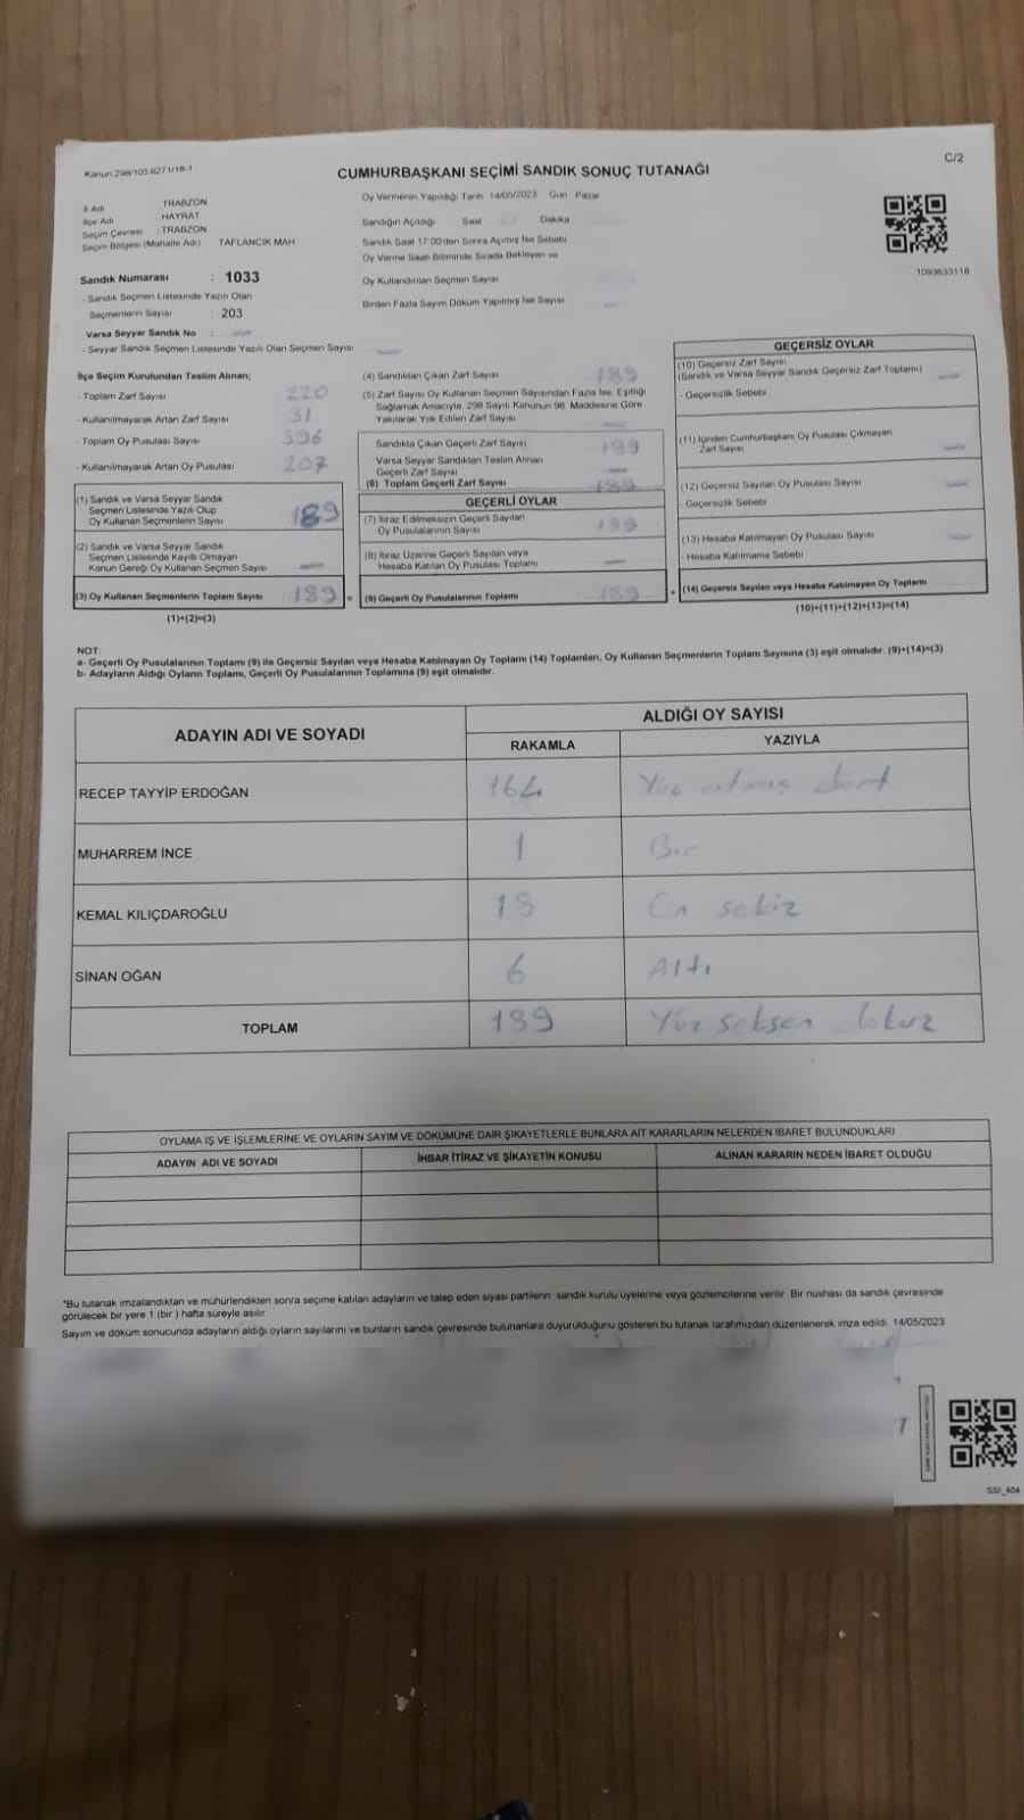 Kanun:298/105 6271/18-1
C/2
CUMHURBAŞKANI SEÇİMİ SANDIK SONUÇ TUTANAĞI
İl Adı : TRABZON
İlçe Adı : HAYRAT
Seçim Çevresi : TRABZON
Seçim Bölgesi (Mahalle Adı) TAFLANCIK MAH
Sandık Numarası : 1033
- Sandık Seçmen Listesinde Yazılı Olan
Seçmenlerin Sayısı : 203
Varsa Seyyar Sandık No :
- Seyyar Sandık Seçmen Listesinde Yazılı Olan Seçmen Sayısı
Oy Vermenin Yapıldığı Tarih 14/05/2023 Gün Pazar
Sandığın Açıldığı Saat Dakika
Sandık Saat 17:00'den Sonra Açılmış İse Sebebi
Oy Verme Saati Bitiminde Sırada Bekleyen ve
Oy Kullandırılan Seçmen Sayısı
Birden Fazla Sayım Döküm Yapılmış İse Sayısı
1093633118
İlçe Seçim Kurulundan Teslim Alınan;
- Toplam Zarf Sayısı 220
- Kullanılmayarak Artan Zarf Sayısı 31
- Toplam Oy Pusulası Sayısı 396
- Kullanılmayarak Artan Oy Pusulası 207
(1) Sandık ve Varsa Seyyar Sandık
Seçmen Listesinde Yazılı Olup
Oy Kullanan Seçmenlerin Sayısı 189
(2) Sandık ve Varsa Seyyar Sandık
Seçmen Listesinde Kayıtlı Olmayan
Kanun Gereği Oy Kullanan Seçmen Sayısı
(3) Oy Kullanan Seçmenlerin Toplam Sayısı 189 =
(1)+(2)=(3)
(4) Sandıktan Çıkan Zarf Sayısı 189
(5) Zarf Sayısı Oy Kullanan Seçmen Sayısından Fazla İse, Eşitliği
Sağlamak Amacıyla, 298 Sayılı Kanunun 98. Maddesine Göre
Yakılarak Yok Edilen Zarf Sayısı
Sandıkta Çıkan Geçerli Zarf Sayısı 189
Varsa Seyyar Sandıktan Teslim Alınan
Geçerli Zarf Sayısı
(6) Toplam Geçerli Zarf Sayısı 189
GEÇERLİ OYLAR
(7) İtiraz Edilmeksizin Geçerli Sayılan
Oy Pusulalarının Sayısı 189
(8) İtiraz Üzerine Geçerli Sayılan veya
Hesaba Katılan Oy Pusulası Toplamı
(9) Geçerli Oy Pusulalarının Toplamı 189 +
GEÇERSİZ OYLAR
(10) Geçersiz Zarf Sayısı
(Sandık ve Varsa Seyyar Sandık Geçersiz Zarf Toplamı)
- Geçersizlik Sebebi
(11) İçinden Cumhurbaşkanı Oy Pusulası Çıkmayan
Zarf Sayısı
(12) Geçersiz Sayılan Oy Pusulası Sayısı
- Geçersizlik Sebebi
(13) Hesaba Katılmayan Oy Pusulası Sayısı
- Hesaba Katılmama Sebebi
(14) Geçersiz Sayılan veya Hesaba Katılmayan Oy Toplamı
(10)+(11)+(12)+(13)=(14)
NOT:
a- Geçerli Oy Pusulalarının Toplamı (9) ile Geçersiz Sayılan veya Hesaba Katılmayan Oy Toplamı (14) Toplamları, Oy Kullanan Seçmenlerin Toplam Sayısına (3) eşit olmalıdır. (9)+(14)=(3)
b- Adayların Aldığı Oyların Toplamı, Geçerli Oy Pusulalarının Toplamına (9) eşit olmalıdır.
ADAYIN ADI VE SOYADI
ALDIĞI OY SAYISI
RAKAMLA YAZIYLA
RECEP TAYYİP ERDOĞAN 164 Yüz altmış dört
MUHARREM İNCE 1 Bir
KEMAL KILIÇDAROĞLU 18 On sekiz
SİNAN OĞAN 6 Altı
TOPLAM 189 Yüz seksen dokuz
OYLAMA İŞ VE İŞLEMLERİNE VE OYLARIN SAYIM VE DÖKÜMÜNE DAİR ŞİKAYETLERLE BUNLARA AİT KARARLARIN NELERDEN İBARET BULUNDUKLARI
ADAYIN ADI VE SOYADI İHBAR İTİRAZ VE ŞİKAYETİN KONUSU ALINAN KARARIN NEDEN İBARET OLDUĞU
*Bu tutanak imzalandıktan ve mühürlendikten sonra seçime katılan adayların ve talep eden siyasi partilerin sandık kurulu üyelerine veya gözlemcilerine verilir. Bir nüshası da sandık çevresinde
görülecek bir yere 1 (bir ) hafta süreyle asılır.
Sayım ve döküm sonucunda adayların aldığı oyların sayılarını ve bunların sandık çevresinde bulunanlara duyurulduğunu gösteren bu tutanak tarafımızdan düzenlenerek imza edildi. 14/05/2023